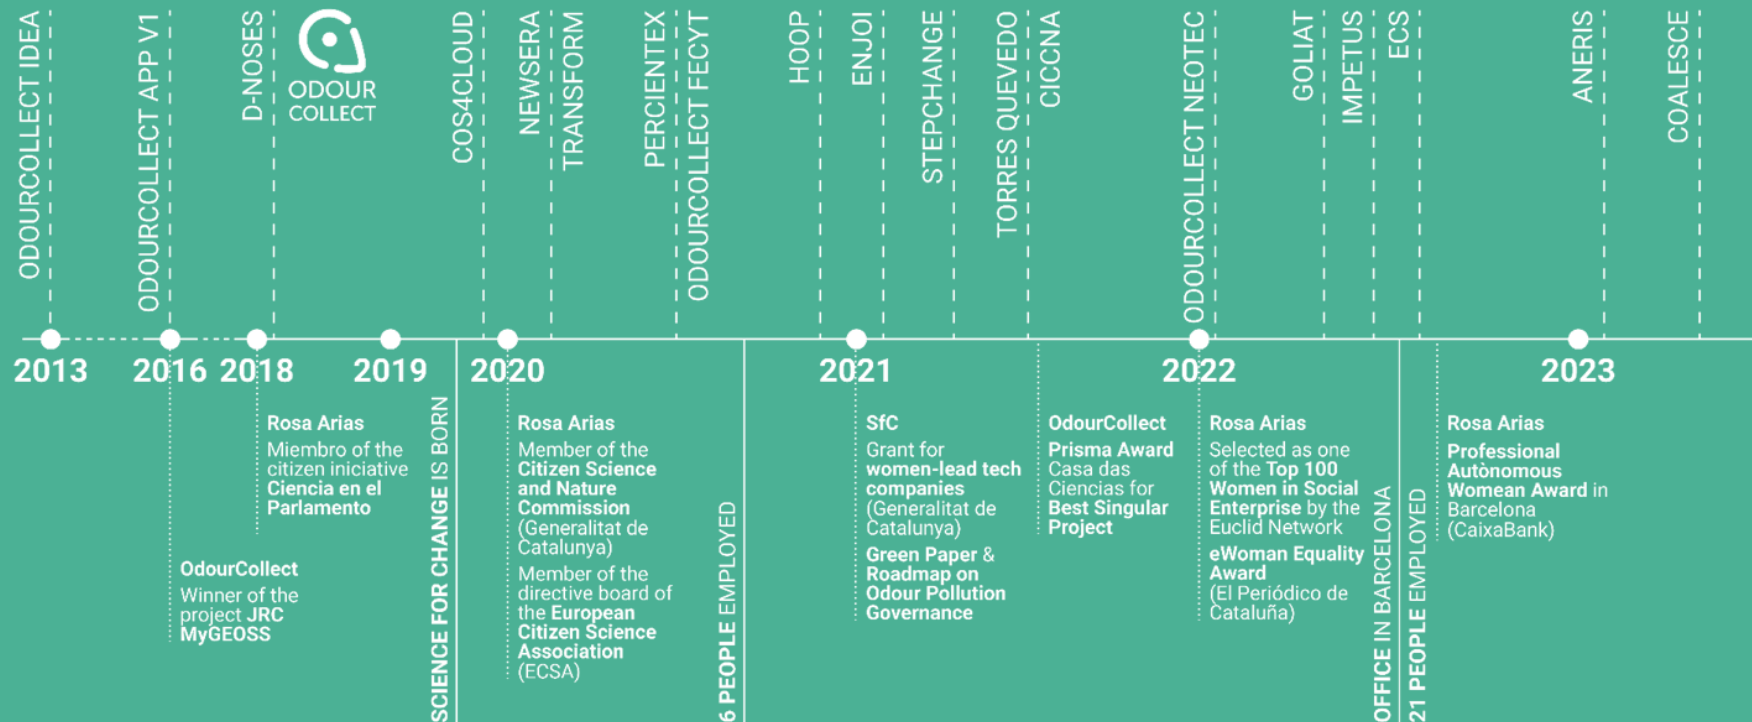 ODOURCOLLECT IDEA
ODOURCOLLECT APP V1
D-NOSES
ODOUR
COLLECT
COS4CLOUD
NEWSERA
TRANSFORM
PERCIENTEX
ODOURCOLLECT FECYT
HOOP
ENJOI
STEPCHANGE
TORRES QUEVEDO
CICCNA
ODOURCOLLECT NEOTEC
GOLIAT
IMPETUS
ECS
ANERIS
COALESCE
2013
2016
2018
2019
2020
2021
2022
2023
OdourCollect
Winner of the
project JRC
MyGEOSS
Rosa Arias
Miembro of the
citizen iniciative
Ciencia en el
Parlamento
SCIENCE FOR CHANGE IS BORN
Rosa Arias
Member of the
Citizen Science
and Nature
Commission
(Generalitat de
Catalunya)
Member of the
directive board of
the European
Citizen Science
Association
(ECSA)
6 PEOPLE EMPLOYED
SfC
Grant for
women-lead tech
companies
(Generalitat de
Catalunya)
Green Paper &
Roadmap on
Odour Pollution
Governance
OdourCollect
Prisma Award
Casa das
Ciencias for
Best Singular
Project
Rosa Arias
Selected as one
of the Top 100
Women in Social
Enterprise by the
Euclid Network
eWoman Equality
Award
(El Periódico de
Cataluña)
OFFICE IN BARCELONA
21 PEOPLE EMPLOYED
Rosa Arias
Professional
Autònomous
Womean Award in
Barcelona
(CaixaBank)